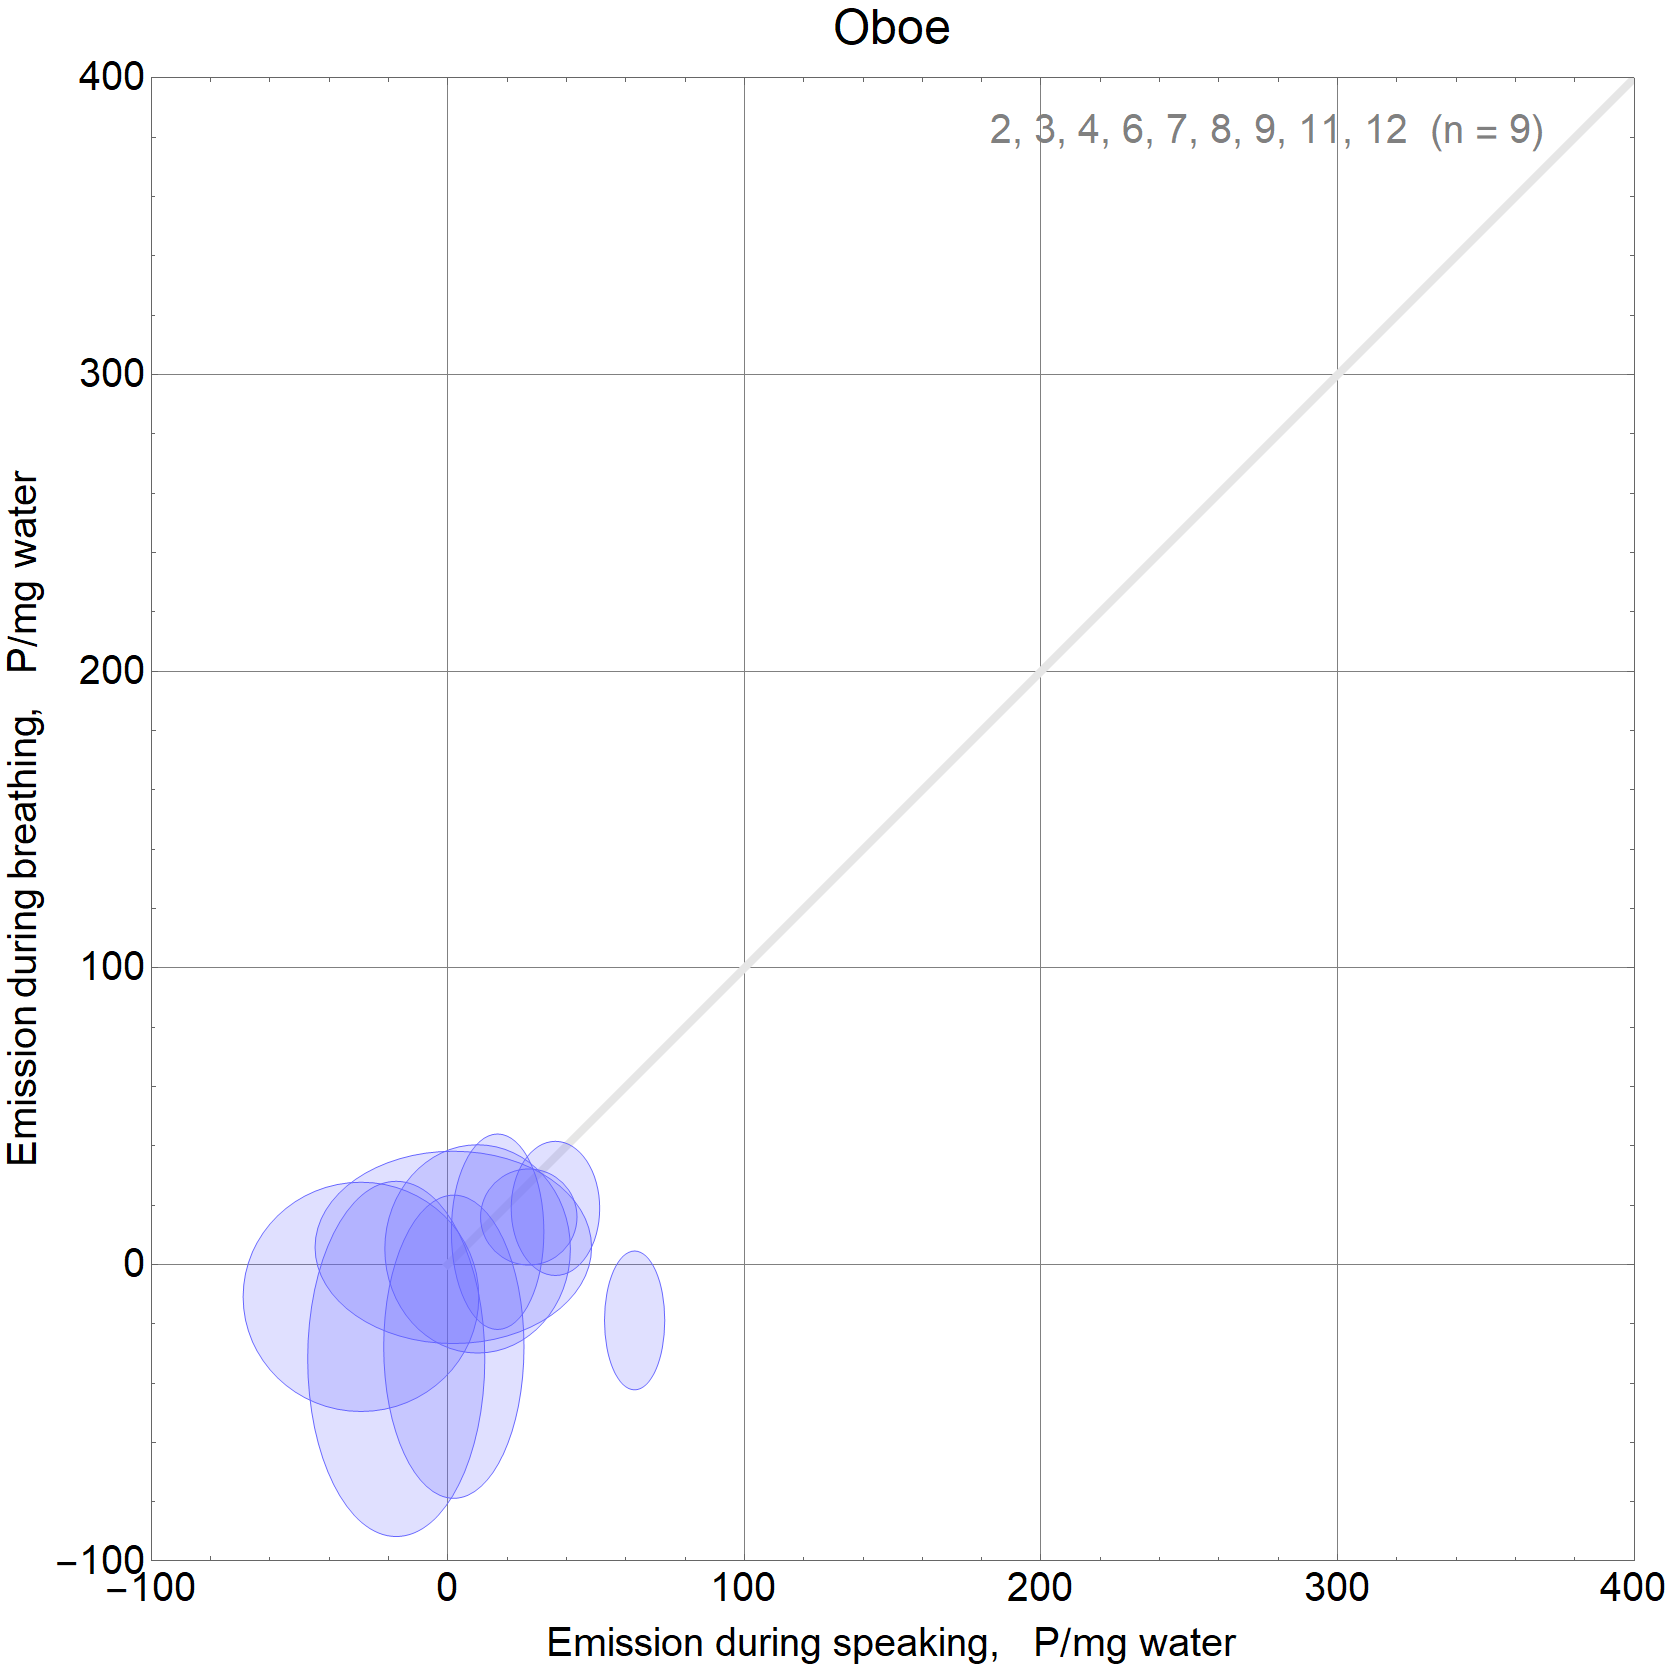 Oboe
400
2, 3, 4, 6, 7, 8, 9, 11, 12 (n = 9)
300
200
100
0
−100
Emission during breathing, P/mg water
−100 0 100 200 300 400
Emission during speaking, P/mg water